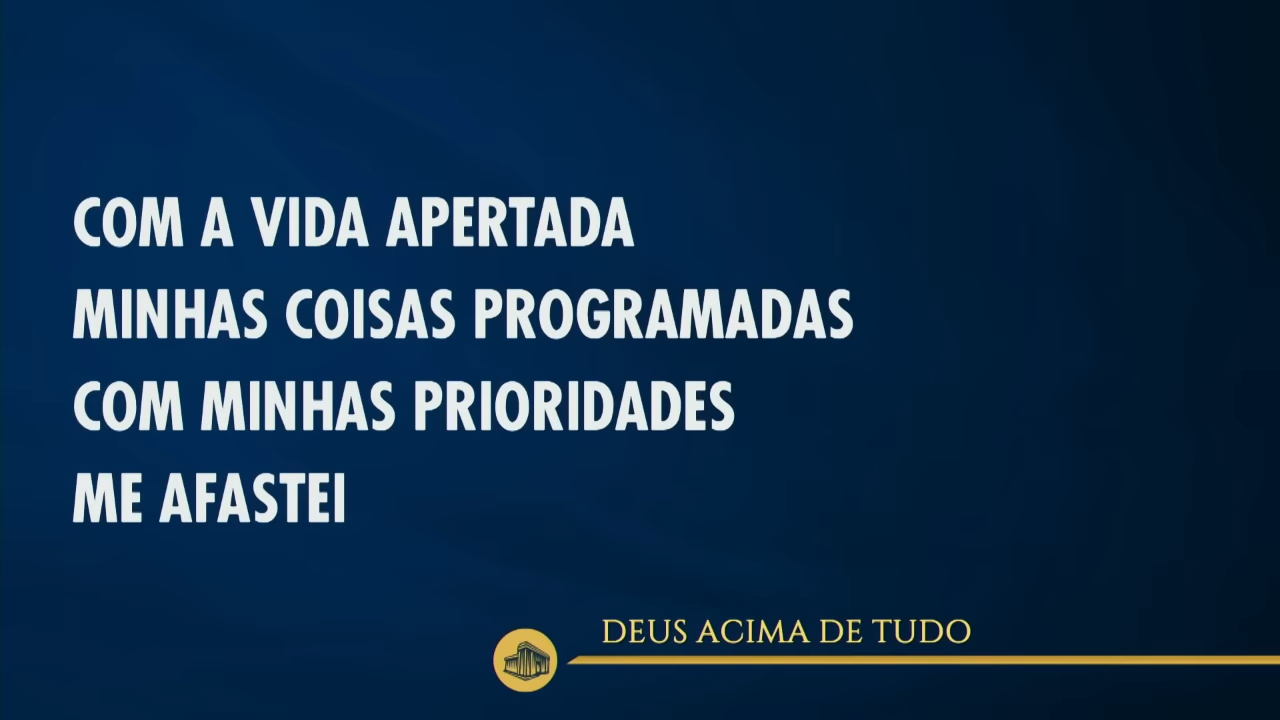 COM A VIDA APERTADA
MINHAS COISAS PROGRAMADAS
COM MINHAS PRIORIDADES
ME AFASTEI
DEUS ACIMA DE TUDO